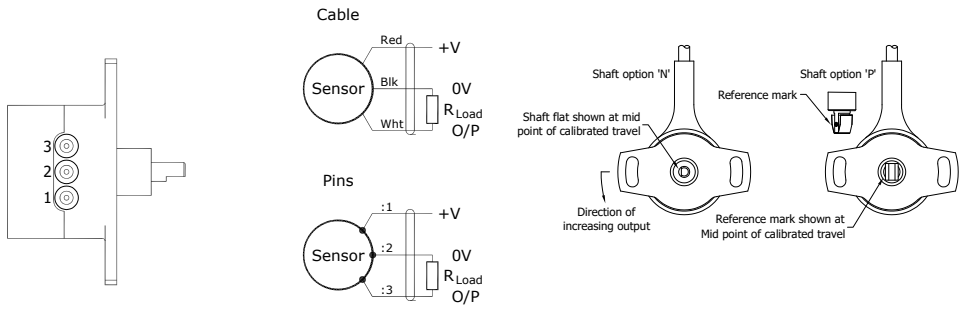 3
2
1
Cable
Red
+V
Sensor
Blk
0V
R Load
Wht
O/P
Pins
:1
+V
Sensor
:2
0V
R Load
:3
O/P
Shaft option 'N'
Shaft flat shown at mid
point of calibrated travel
Direction of
increasing output
Shaft option 'P'
Reference mark
Reference mark shown at
Mid point of calibrated travel